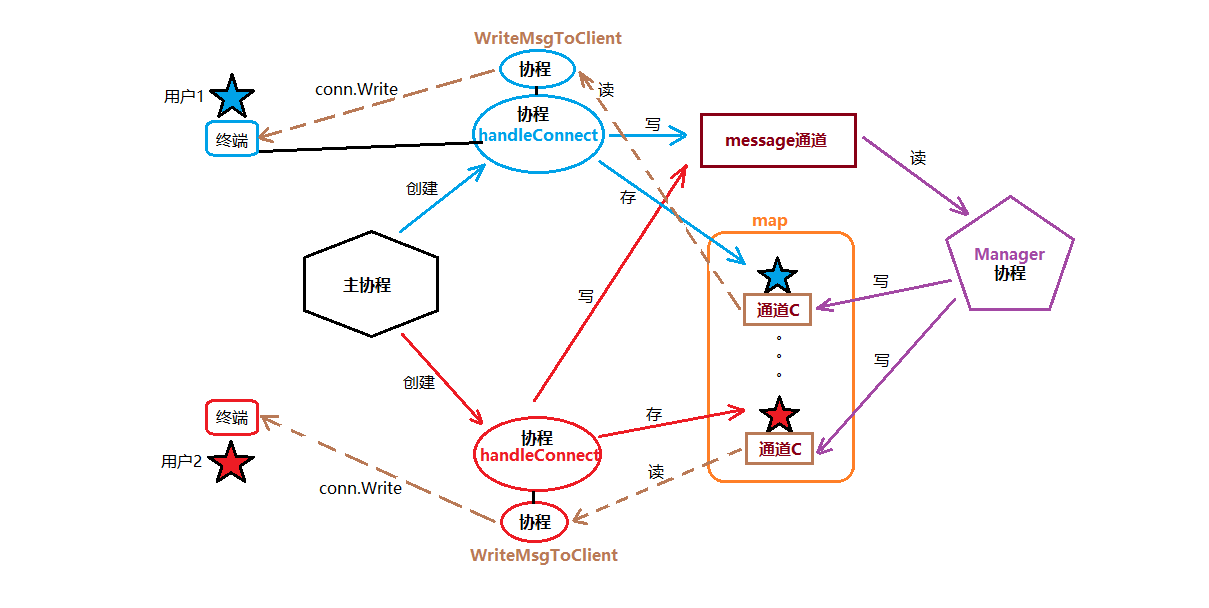 WriteMsgToClient
协程
读
conn.Write
用户1
终端
协程
handleConnect
写
message通道
读
创建
存
map
主协程
Manager
协程
通道C
写
写
写
创建
终端
存
协程
handleConnect
通道C
用户2
读
conn.Write
协程
WriteMsgToClient